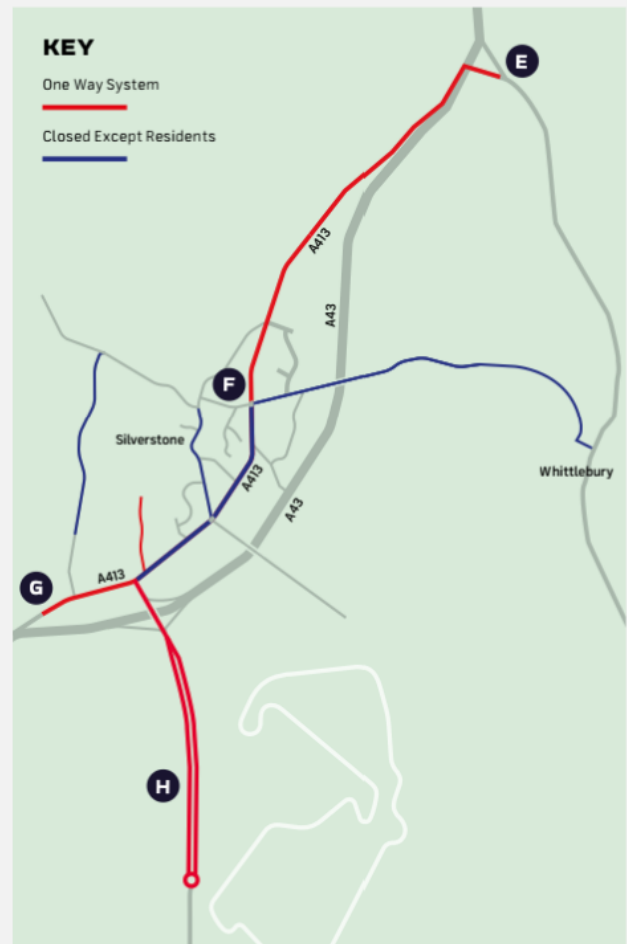 KEY
One Way System
Closed Except Residents
E
A413
A43
F
Silverstone
A413
A43
Whittlebury
A413
G
H